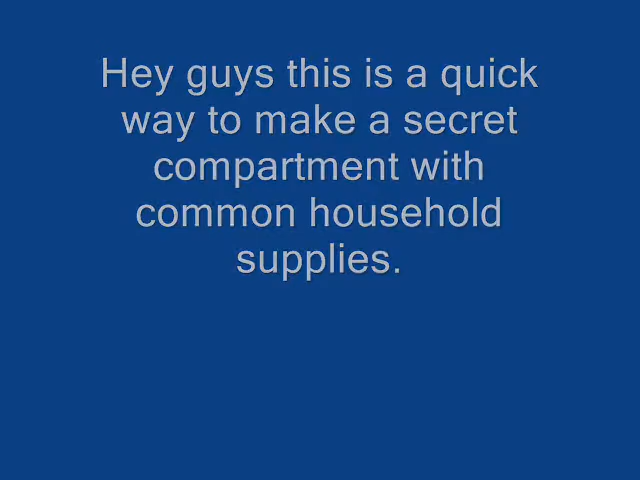 Hey guys this is a quick
way to make a secret
compartment with
common household
supplies.